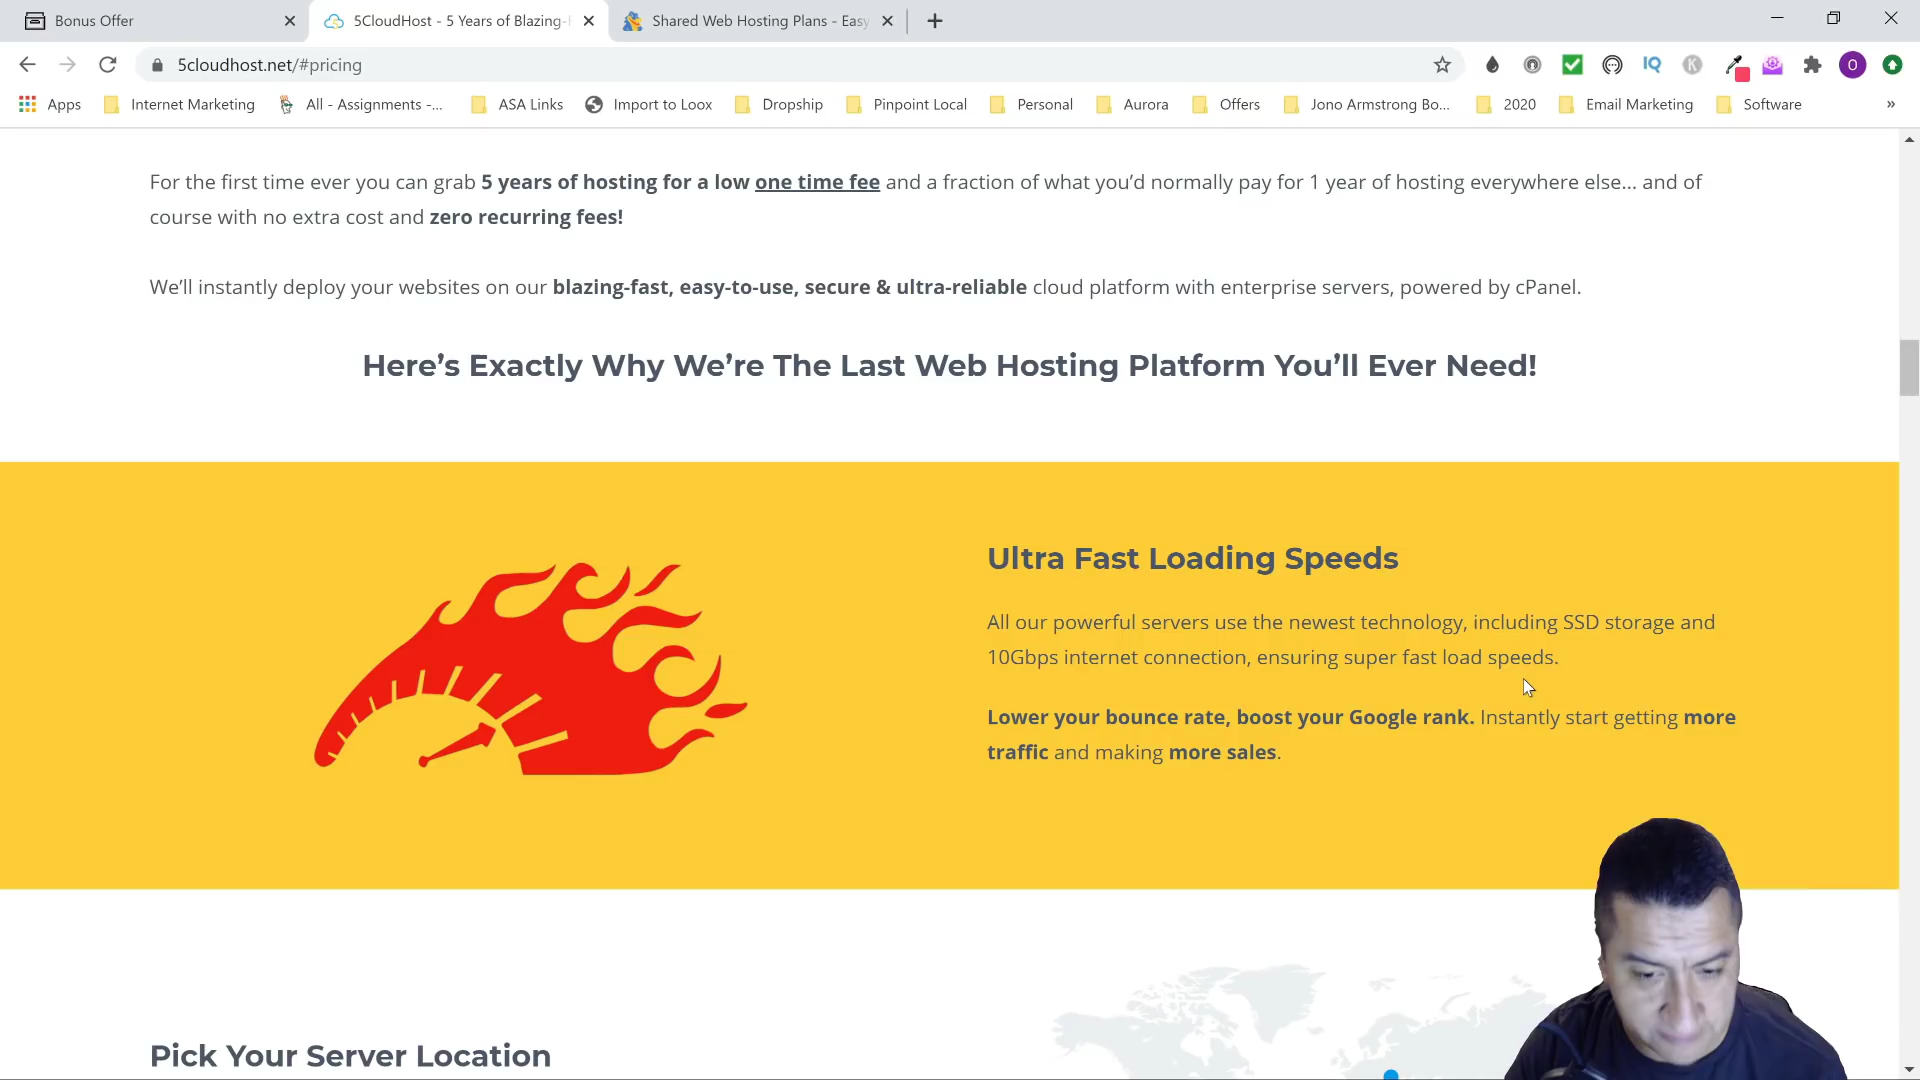 Bonus Offer
5CloudHost - 5 Years of Blazing-
Shared Web Hosting Plans - Easy
5cloudhost.net/#pricing
IQ
K
O
Apps
Internet Marketing
All - Assignments -...
ASA Links
Import to Loox
Dropship
Pinpoint Local
Personal
Aurora
Offers
Jono Armstrong Bo...
2020
Email Marketing
Software
»
For the first time ever you can grab 5 years of hosting for a low one time fee and a fraction of what you’d normally pay for 1 year of hosting everywhere else... and of
course with no extra cost and zero recurring fees!
We’ll instantly deploy your websites on our blazing-fast, easy-to-use, secure & ultra-reliable cloud platform with enterprise servers, powered by cPanel.
Here’s Exactly Why We’re The Last Web Hosting Platform You’ll Ever Need!
Ultra Fast Loading Speeds
All our powerful servers use the newest technology, including SSD storage and
10Gbps internet connection, ensuring super fast load speeds.
Lower your bounce rate, boost your Google rank. Instantly start getting more
traffic and making more sales.
Pick Your Server Location